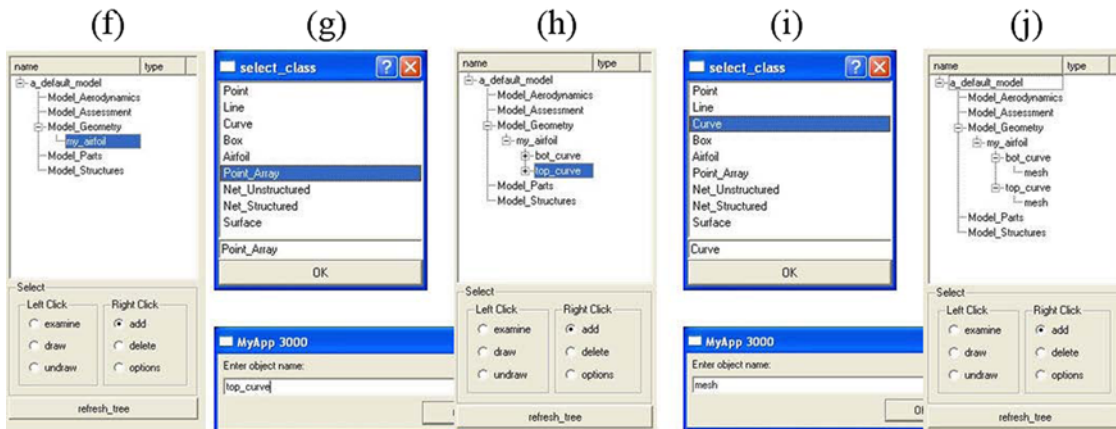 (f)
name type
a_default_model
Model_Aerodynamics
Model_Assessment
Model_Geometry
my_airfoil
Model_Parts
Model_Structures
Select
Left Click Right Click
examine add
draw delete
undraw options
refresh_tree
(g)
select_class
Point
Line
Curve
Box
Airfoil
Point_Array
Net_Unstructured
Net_Structured
Surface
Point_Array
OK
MyApp 3000
Enter object name:
top_curve
(h)
name type
a_default_model
Model_Aerodynamics
Model_Assessment
Model_Geometry
my_airfoil
bot_curve
top_curve
Model_Parts
Model_Structures
Select
Left Click Right Click
examine add
draw delete
undraw options
refresh_tree
(i)
select_class
Point
Line
Curve
Box
Airfoil
Point_Array
Net_Unstructured
Net_Structured
Surface
Curve
OK
MyApp 3000
Enter object name:
mesh
(j)
name type
a_default_model
Model_Aerodynamics
Model_Assessment
Model_Geometry
my_airfoil
bot_curve
mesh
top_curve
mesh
Model_Parts
Model_Structures
Select
Left Click Right Click
examine add
draw delete
undraw options
refresh_tree